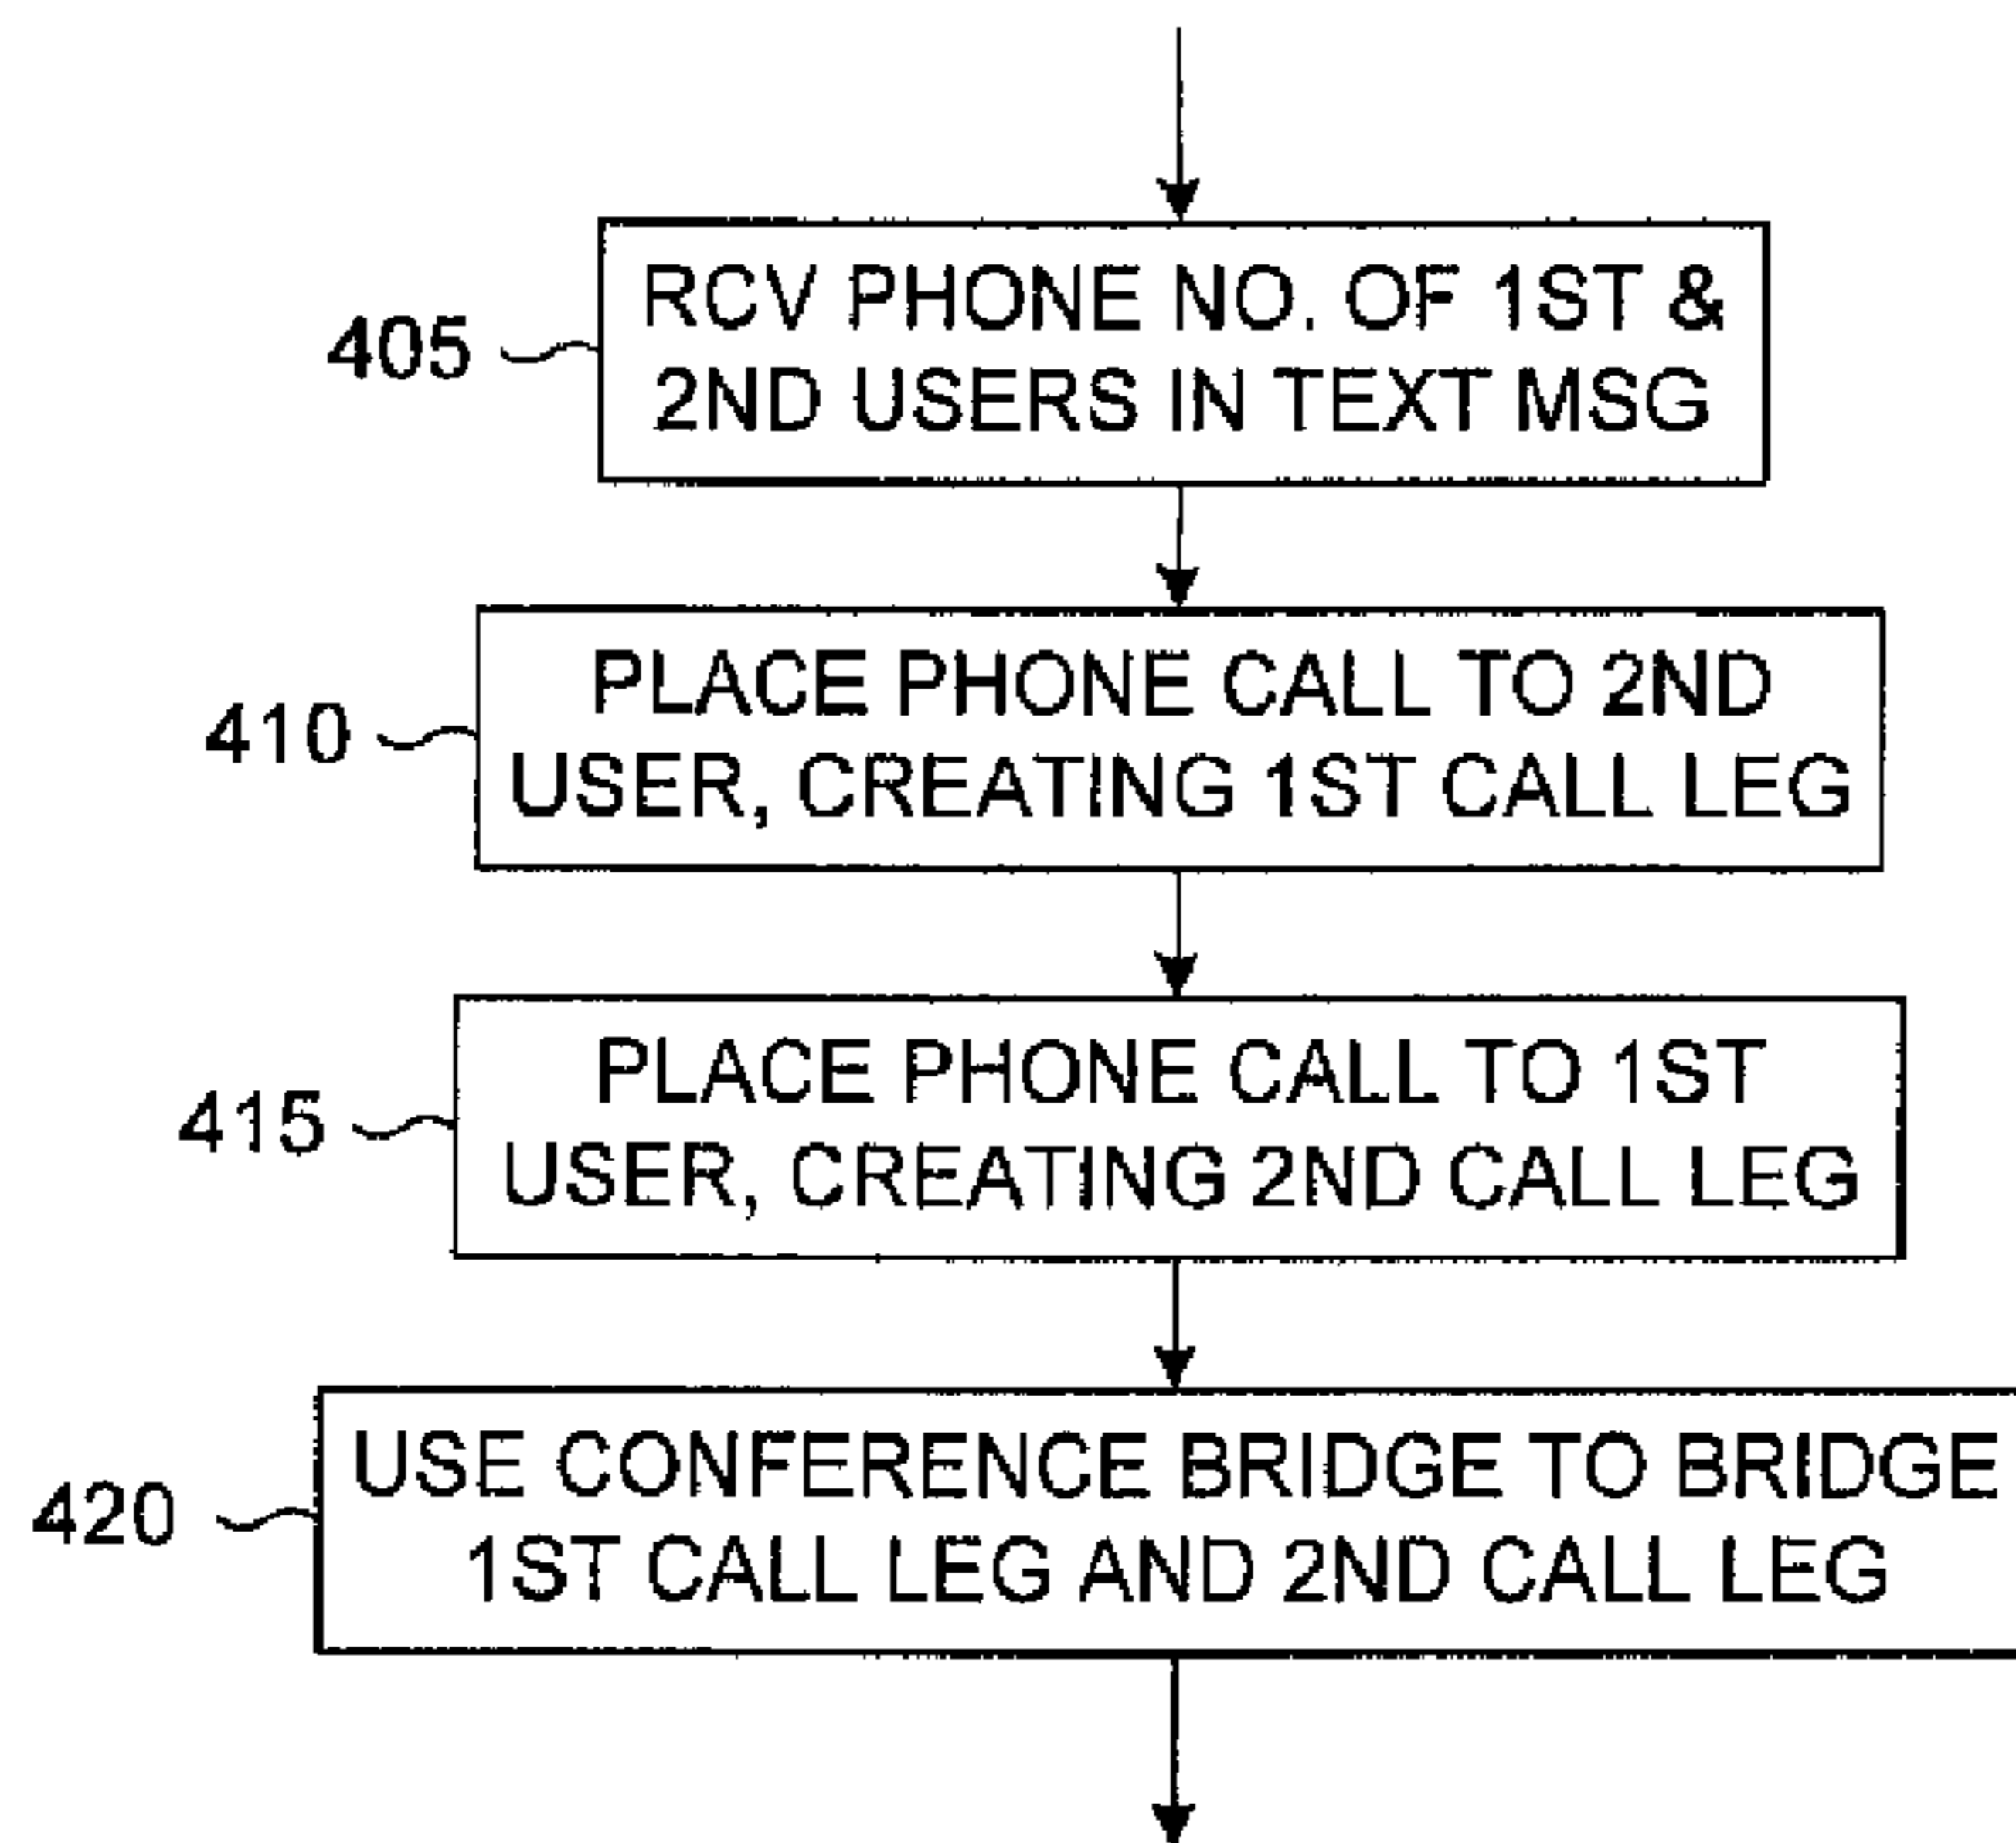 RCV PHONE NO. OF 1ST &
405
2ND USERS IN TEXT MSG
PLACE PHONE CALL TO 2ND
410
USER, CREATING 1ST CALL LEG
PLACE PHONE CALL TO 1ST
415
USER, CREATING 2ND CALL LEG
USE CONFERENCE BRIDGE TO BRIDGE
420
1ST CALL LEG AND 2ND CALL LEG